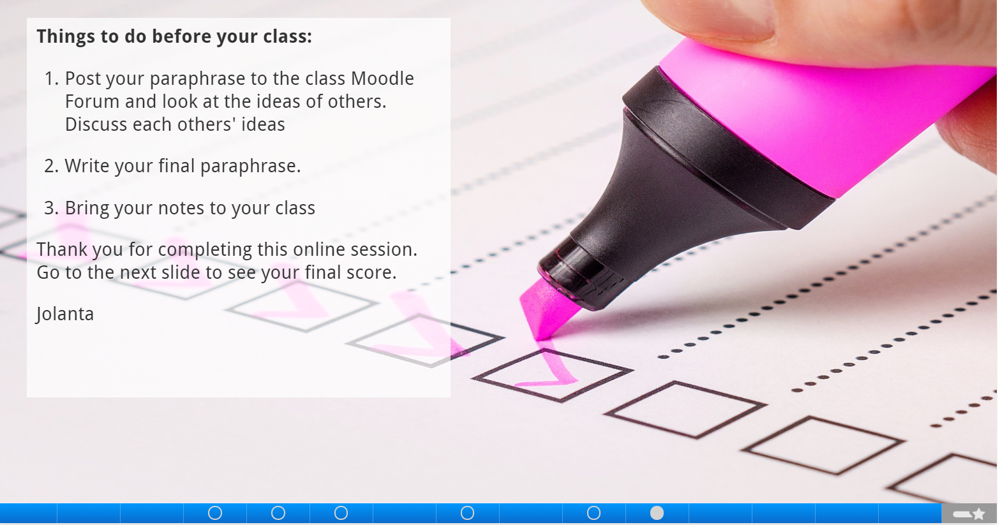 Things to do before your class:
1. Post your paraphrase to the class Moodle
Forum and look at the ideas of others.
Discuss each others' ideas
2. Write your final paraphrase.
3. Bring your notes to your class
Thank you for completing this online session.
Go to the next slide to see your final score.
Jolanta